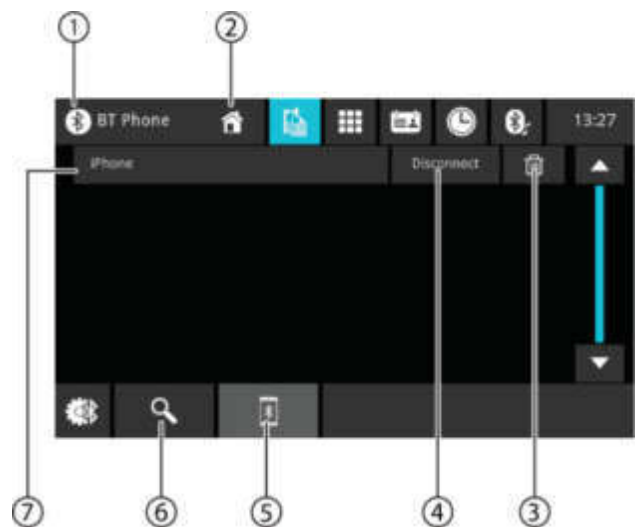 ① ②
BT Phone 13:27
iPhone Disconnect
⑦ ⑥ ⑤ ④ ③